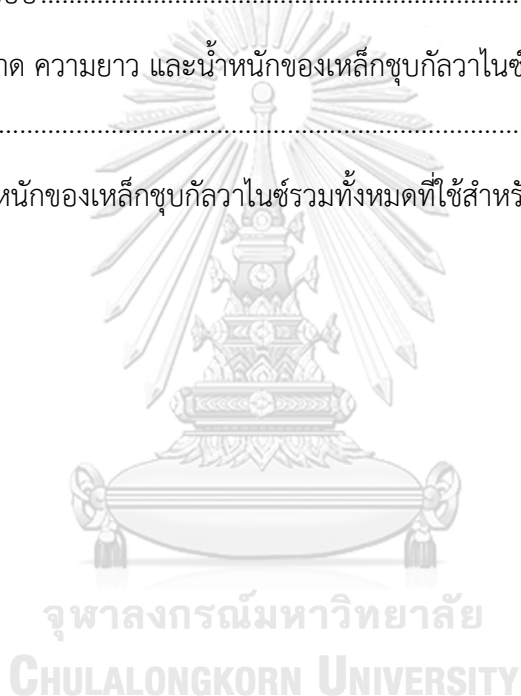 าด ความยาว และน้ำหนักของเหล็กชุบกัลวาไนซ์
หนักของเหล็กชุบกัลวาไนซ์รวมทั้งหมดที่ใช้สำหรั
จุฬาลงกรณ์มหาวิทยาลัย
CHULALONGKORN UNIVERSITY